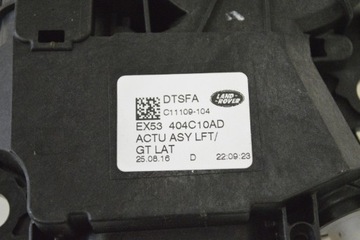 DTSFA
LAND-
ROVER
C11109-104
EX53 404C10AD
ACTU ASY LFT/
GT LAT
25.08.16 D 22:09:23